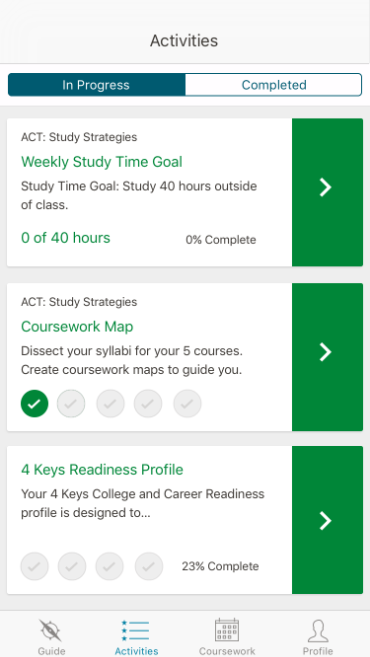 Activities
In Progress
Completed
ACT: Study Strategies
Weekly Study Time Goal
Study Time Goal: Study 40 hours outside
of class.
0 of 40 hours
0% Complete
ACT: Study Strategies
Coursework Map
Dissect your syllabi for your 5 courses.
Create coursework maps to guide you.
4 Keys Readiness Profile
Your 4 Keys College and Career Readiness
profile is designed to...
23% Complete
Guide
Activities
Coursework
Profile